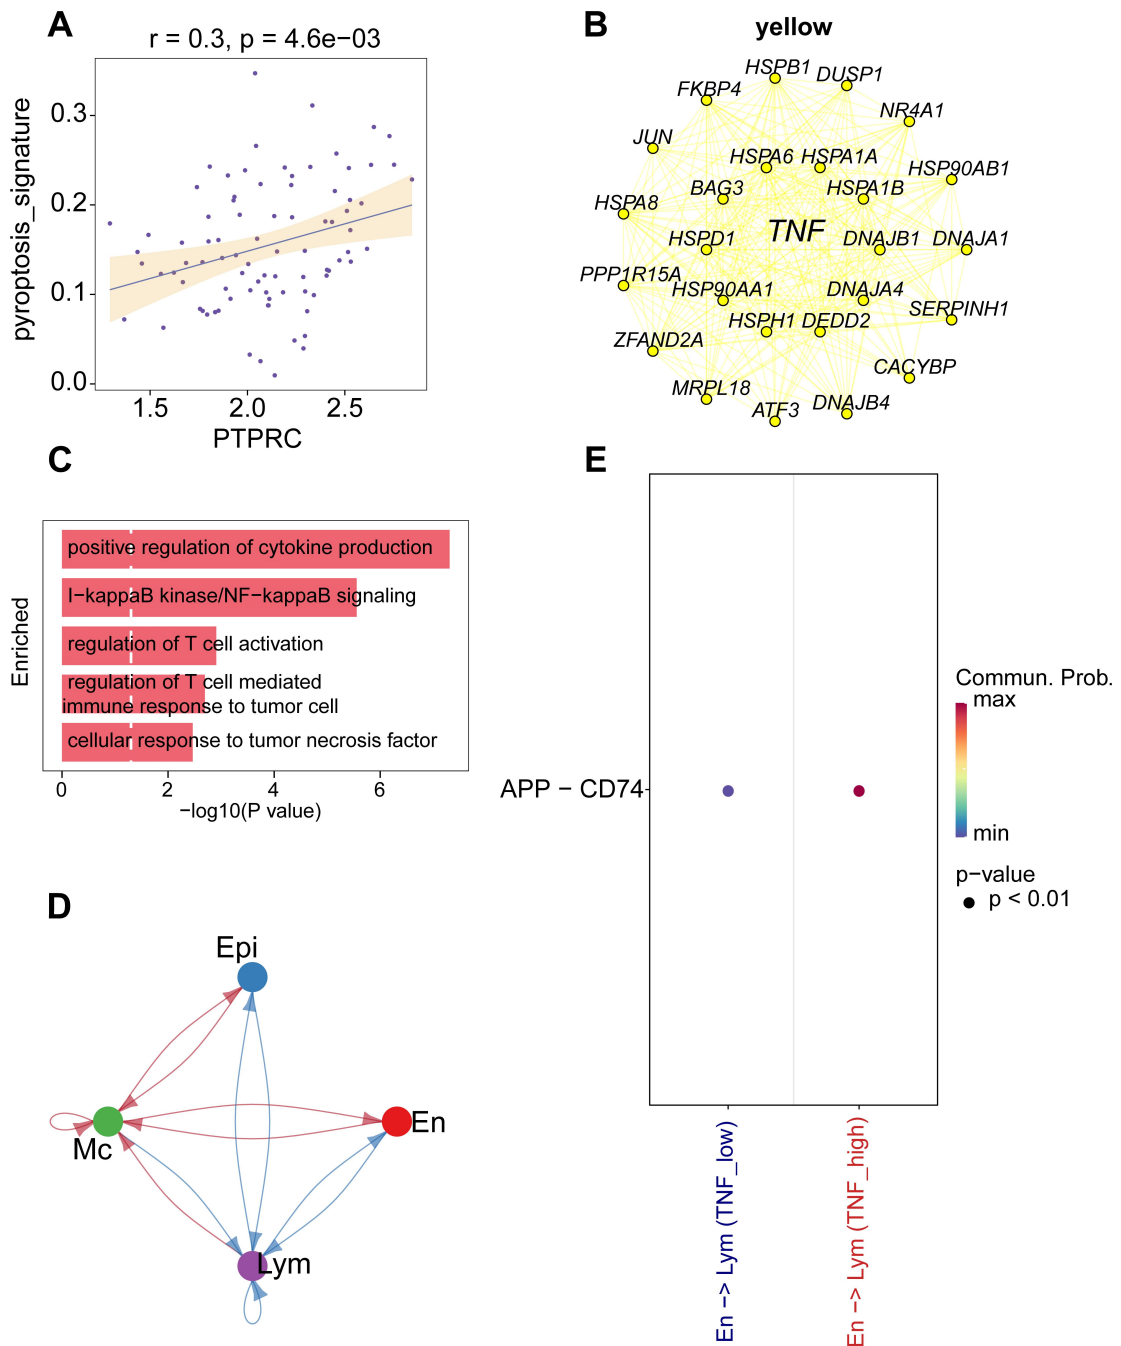 A
r = 0.3, p = 4.6e−03
pyroptosis_signature
0.3
0.2
0.1
0.0
1.5
2.0
2.5
PTPRC
B
yellow
HSPB1
DUSP1
FKBP4
NR4A1
JUN
HSPA6
HSPA1A
HSP90AB1
BAG3
HSPA1B
HSPA8
TNF
HSPD1
DNAJB1
DNAJA1
PPP1R15A
HSP90AA1
DNAJA4
SERPINH1
HSPH1
DEDD2
ZFAND2A
CACYBP
MRPL18
ATF3
DNAJB4
C
Enriched
positive regulation of cytokine production
I−kappaB kinase/NF−kappaB signaling
regulation of T cell activation
regulation of T cell mediated
immune response to tumor cell
cellular response to tumor necrosis factor
0
2
4
6
−log10(P value)
D
Epi
En
Mc
Lym
E
APP − CD74
En −> Lym (TNF_low)
En −> Lym (TNF_high)
Commun. Prob.
max
min
p−value
p < 0.01